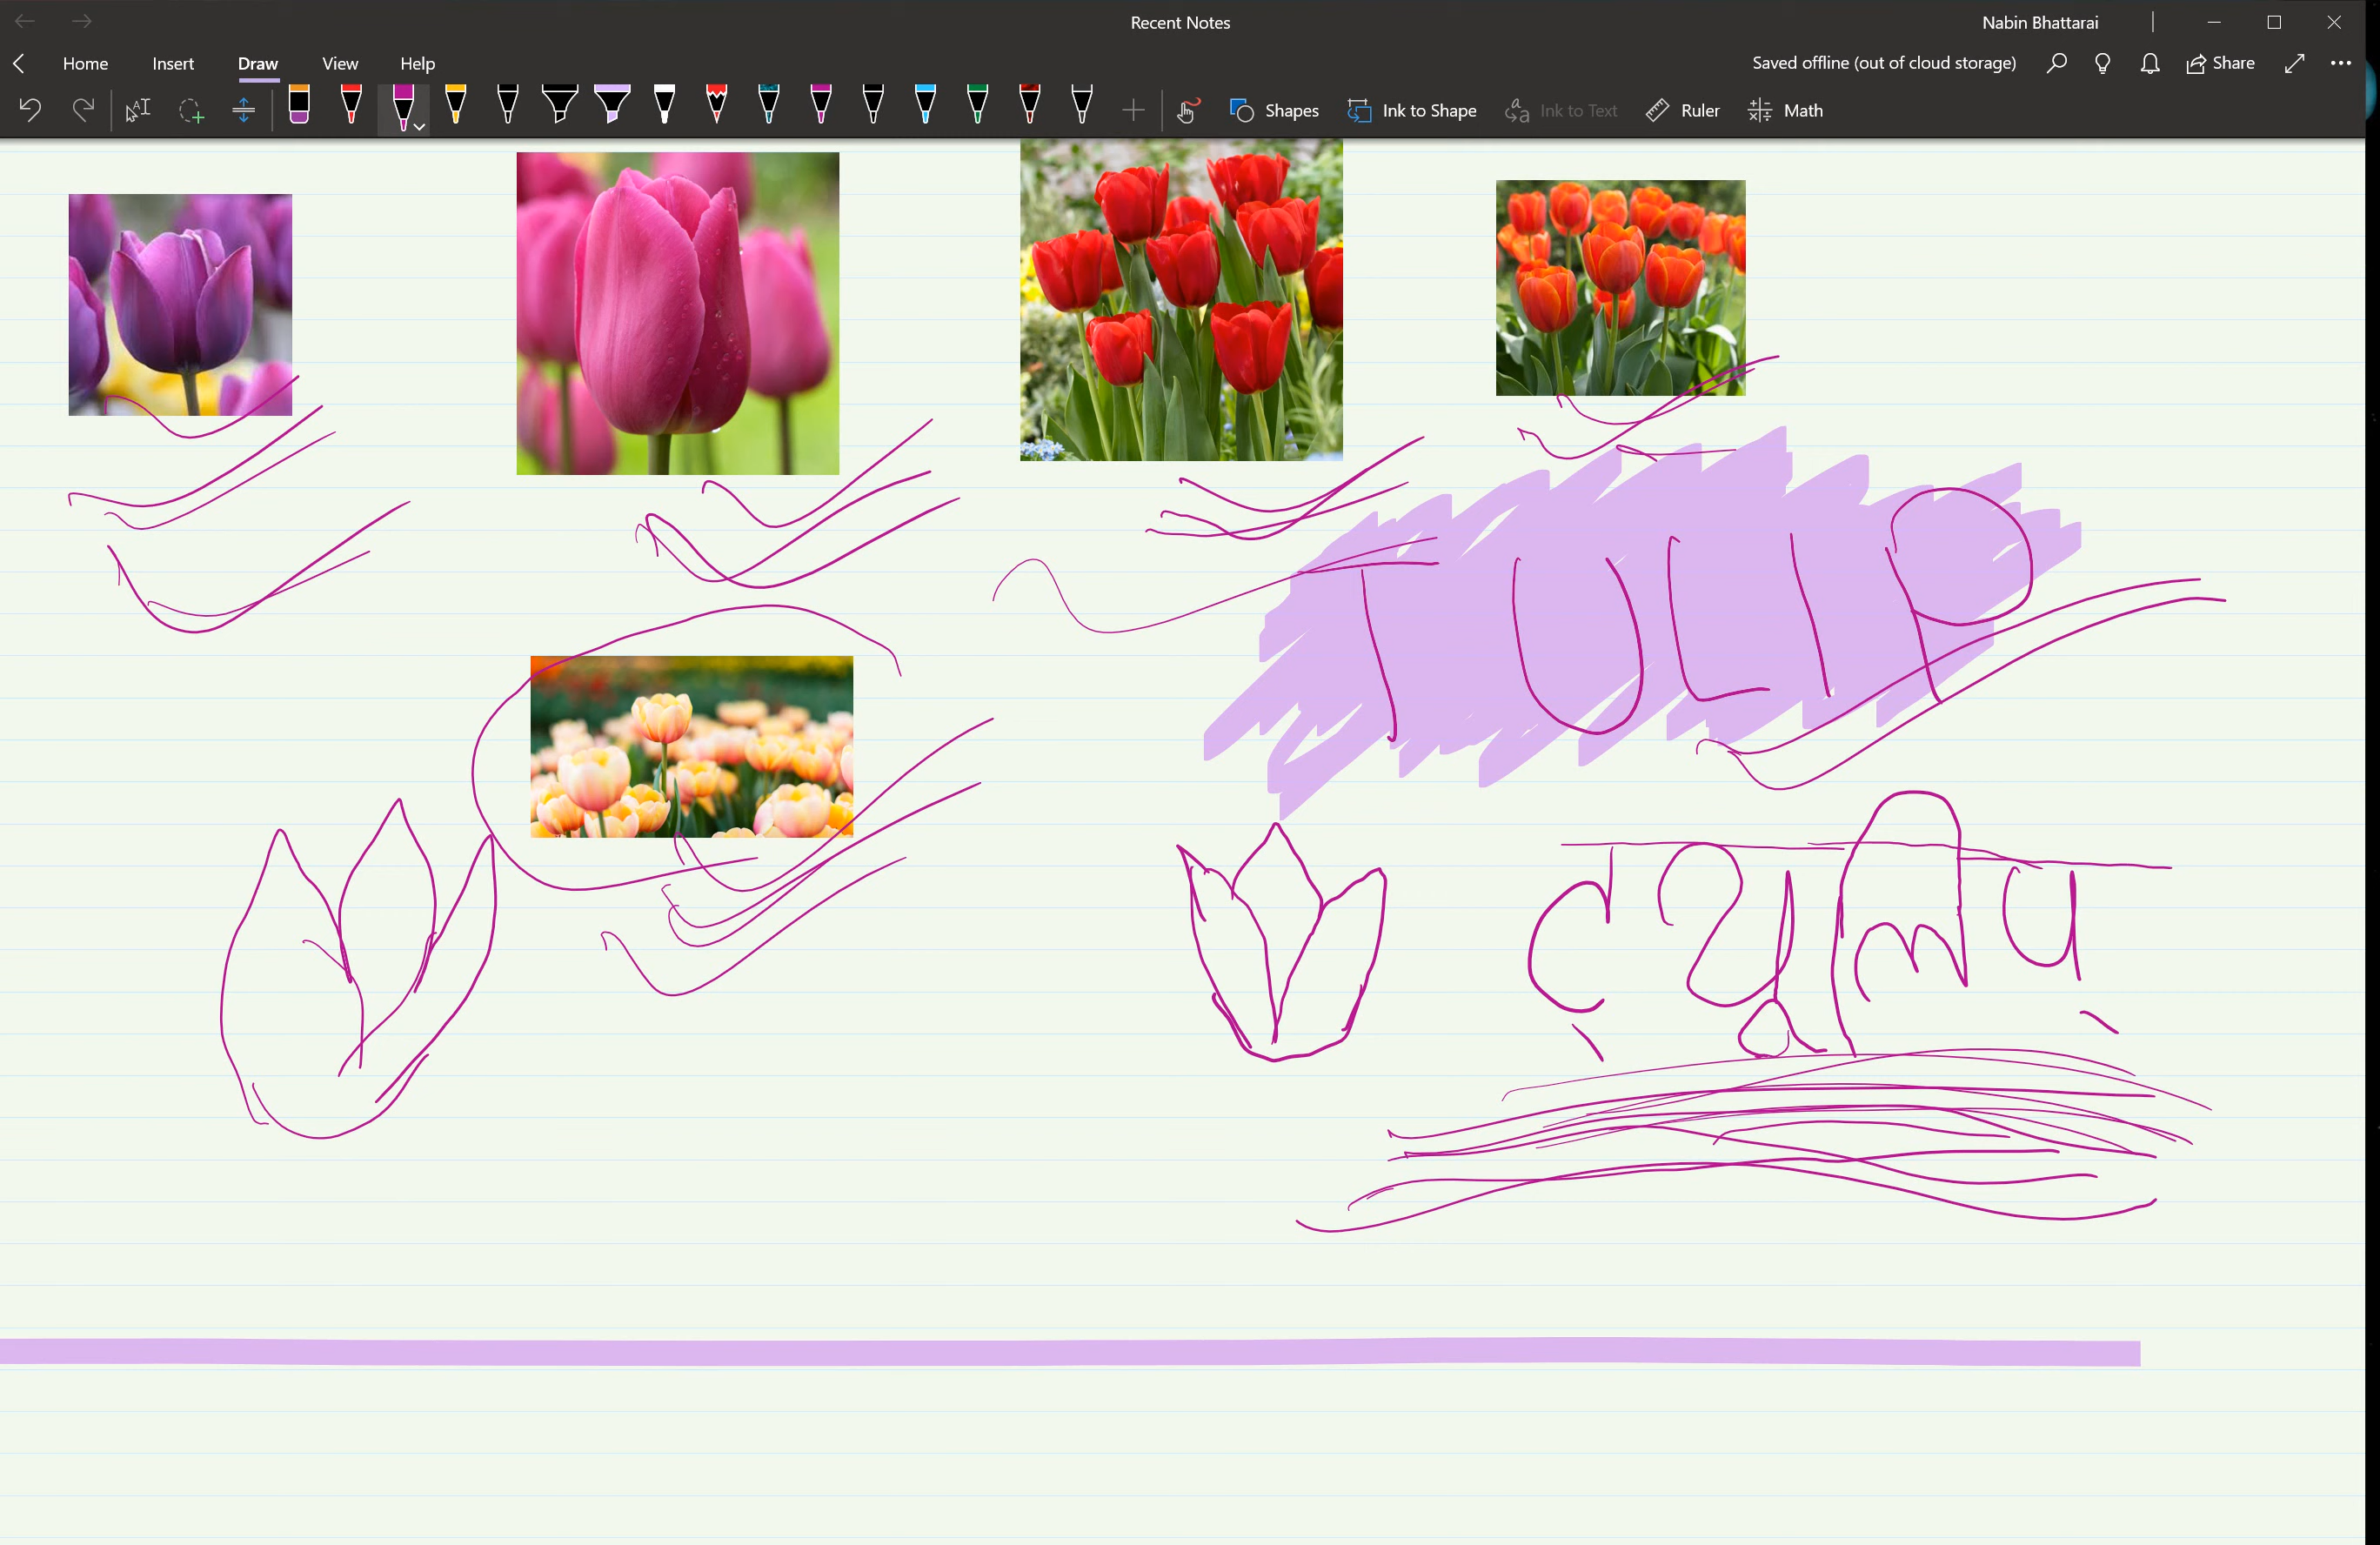 Recent Notes
Nabin Bhattarai
Home Insert Draw View Help
Saved offline (out of cloud storage) Share
Shapes Ink to Shape Ink to Text Ruler Math
TULIP
ट्युलिप्